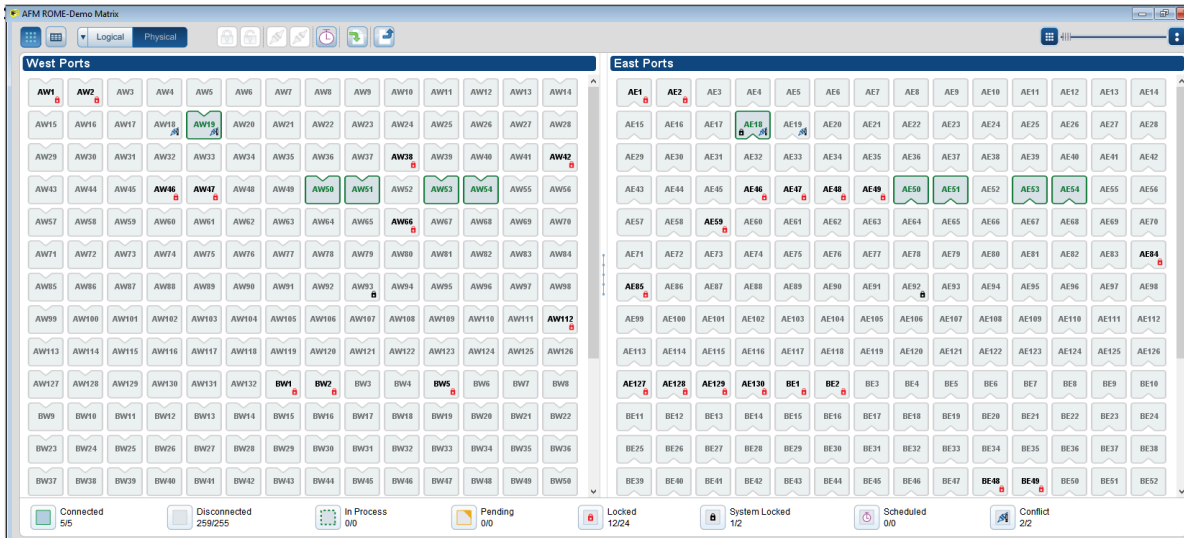 AFM ROME-Demo Matrix
Logical Physical
West Ports East Ports
AW1 AW2 AW3 AW4 AW5 AW6 AW7 AW8 AW9 AW10 AW11 AW12 AW13 AW14 AE1 AE2 AE3 AE4 AE5 AE6 AE7 AE8 AE9 AE10 AE11 AE12 AE13 AE14
AW15 AW16 AW17 AW18 AW19 AW20 AW21 AW22 AW23 AW24 AW25 AW26 AW27 AW28 AE15 AE16 AE17 AE18 AE19 AE20 AE21 AE22 AE23 AE24 AE25 AE26 AE27 AE28
AW29 AW30 AW31 AW32 AW33 AW34 AW35 AW36 AW37 AW38 AW39 AW40 AW41 AW42 AE29 AE30 AE31 AE32 AE33 AE34 AE35 AE36 AE37 AE38 AE39 AE40 AE41 AE42
AW43 AW44 AW45 AW46 AW47 AW48 AW49 AW50 AW51 AW52 AW53 AW54 AW55 AW56 AE43 AE44 AE45 AE46 AE47 AE48 AE49 AE50 AE51 AE52 AE53 AE54 AE55 AE56
AW57 AW58 AW59 AW60 AW61 AW62 AW63 AW64 AW65 AW66 AW67 AW68 AW69 AW70 AE57 AE58 AE59 AE60 AE61 AE62 AE63 AE64 AE65 AE66 AE67 AE68 AE69 AE70
AW71 AW72 AW73 AW74 AW75 AW76 AW77 AW78 AW79 AW80 AW81 AW82 AW83 AW84 AE71 AE72 AE73 AE74 AE75 AE76 AE77 AE78 AE79 AE80 AE81 AE82 AE83 AE84
AW85 AW86 AW87 AW88 AW89 AW90 AW91 AW92 AW93 AW94 AW95 AW96 AW97 AW98 AE85 AE86 AE87 AE88 AE89 AE90 AE91 AE92 AE93 AE94 AE95 AE96 AE97 AE98
AW99 AW100 AW101 AW102 AW103 AW104 AW105 AW106 AW107 AW108 AW109 AW110 AW111 AW112 AE99 AE100 AE101 AE102 AE103 AE104 AE105 AE106 AE107 AE108 AE109 AE110 AE111 AE112
AW113 AW114 AW115 AW116 AW117 AW118 AW119 AW120 AW121 AW122 AW123 AW124 AW125 AW126 AE113 AE114 AE115 AE116 AE117 AE118 AE119 AE120 AE121 AE122 AE123 AE124 AE125 AE126
AW127 AW128 AW129 AW130 AW131 AW132 BW1 BW2 BW3 BW4 BW5 BW6 BW7 BW8 AE127 AE128 AE129 AE130 BE1 BE2 BE3 BE4 BE5 BE6 BE7 BE8 BE9 BE10
BW9 BW10 BW11 BW12 BW13 BW14 BW15 BW16 BW17 BW18 BW19 BW20 BW21 BW22 BE11 BE12 BE13 BE14 BE15 BE16 BE17 BE18 BE19 BE20 BE21 BE22 BE23 BE24
BW23 BW24 BW25 BW26 BW27 BW28 BW29 BW30 BW31 BW32 BW33 BW34 BW35 BW36 BE25 BE26 BE27 BE28 BE29 BE30 BE31 BE32 BE33 BE34 BE35 BE36 BE37 BE38
BW37 BW38 BW39 BW40 BW41 BW42 BW43 BW44 BW45 BW46 BW47 BW48 BW49 BW50 BE39 BE40 BE41 BE42 BE43 BE44 BE45 BE46 BE47 BE48 BE49 BE50 BE51 BE52
Connected Disconnected In Process Pending Locked System Locked Scheduled Conflict
5/5 259/255 0/0 0/0 12/24 1/2 0/0 2/2